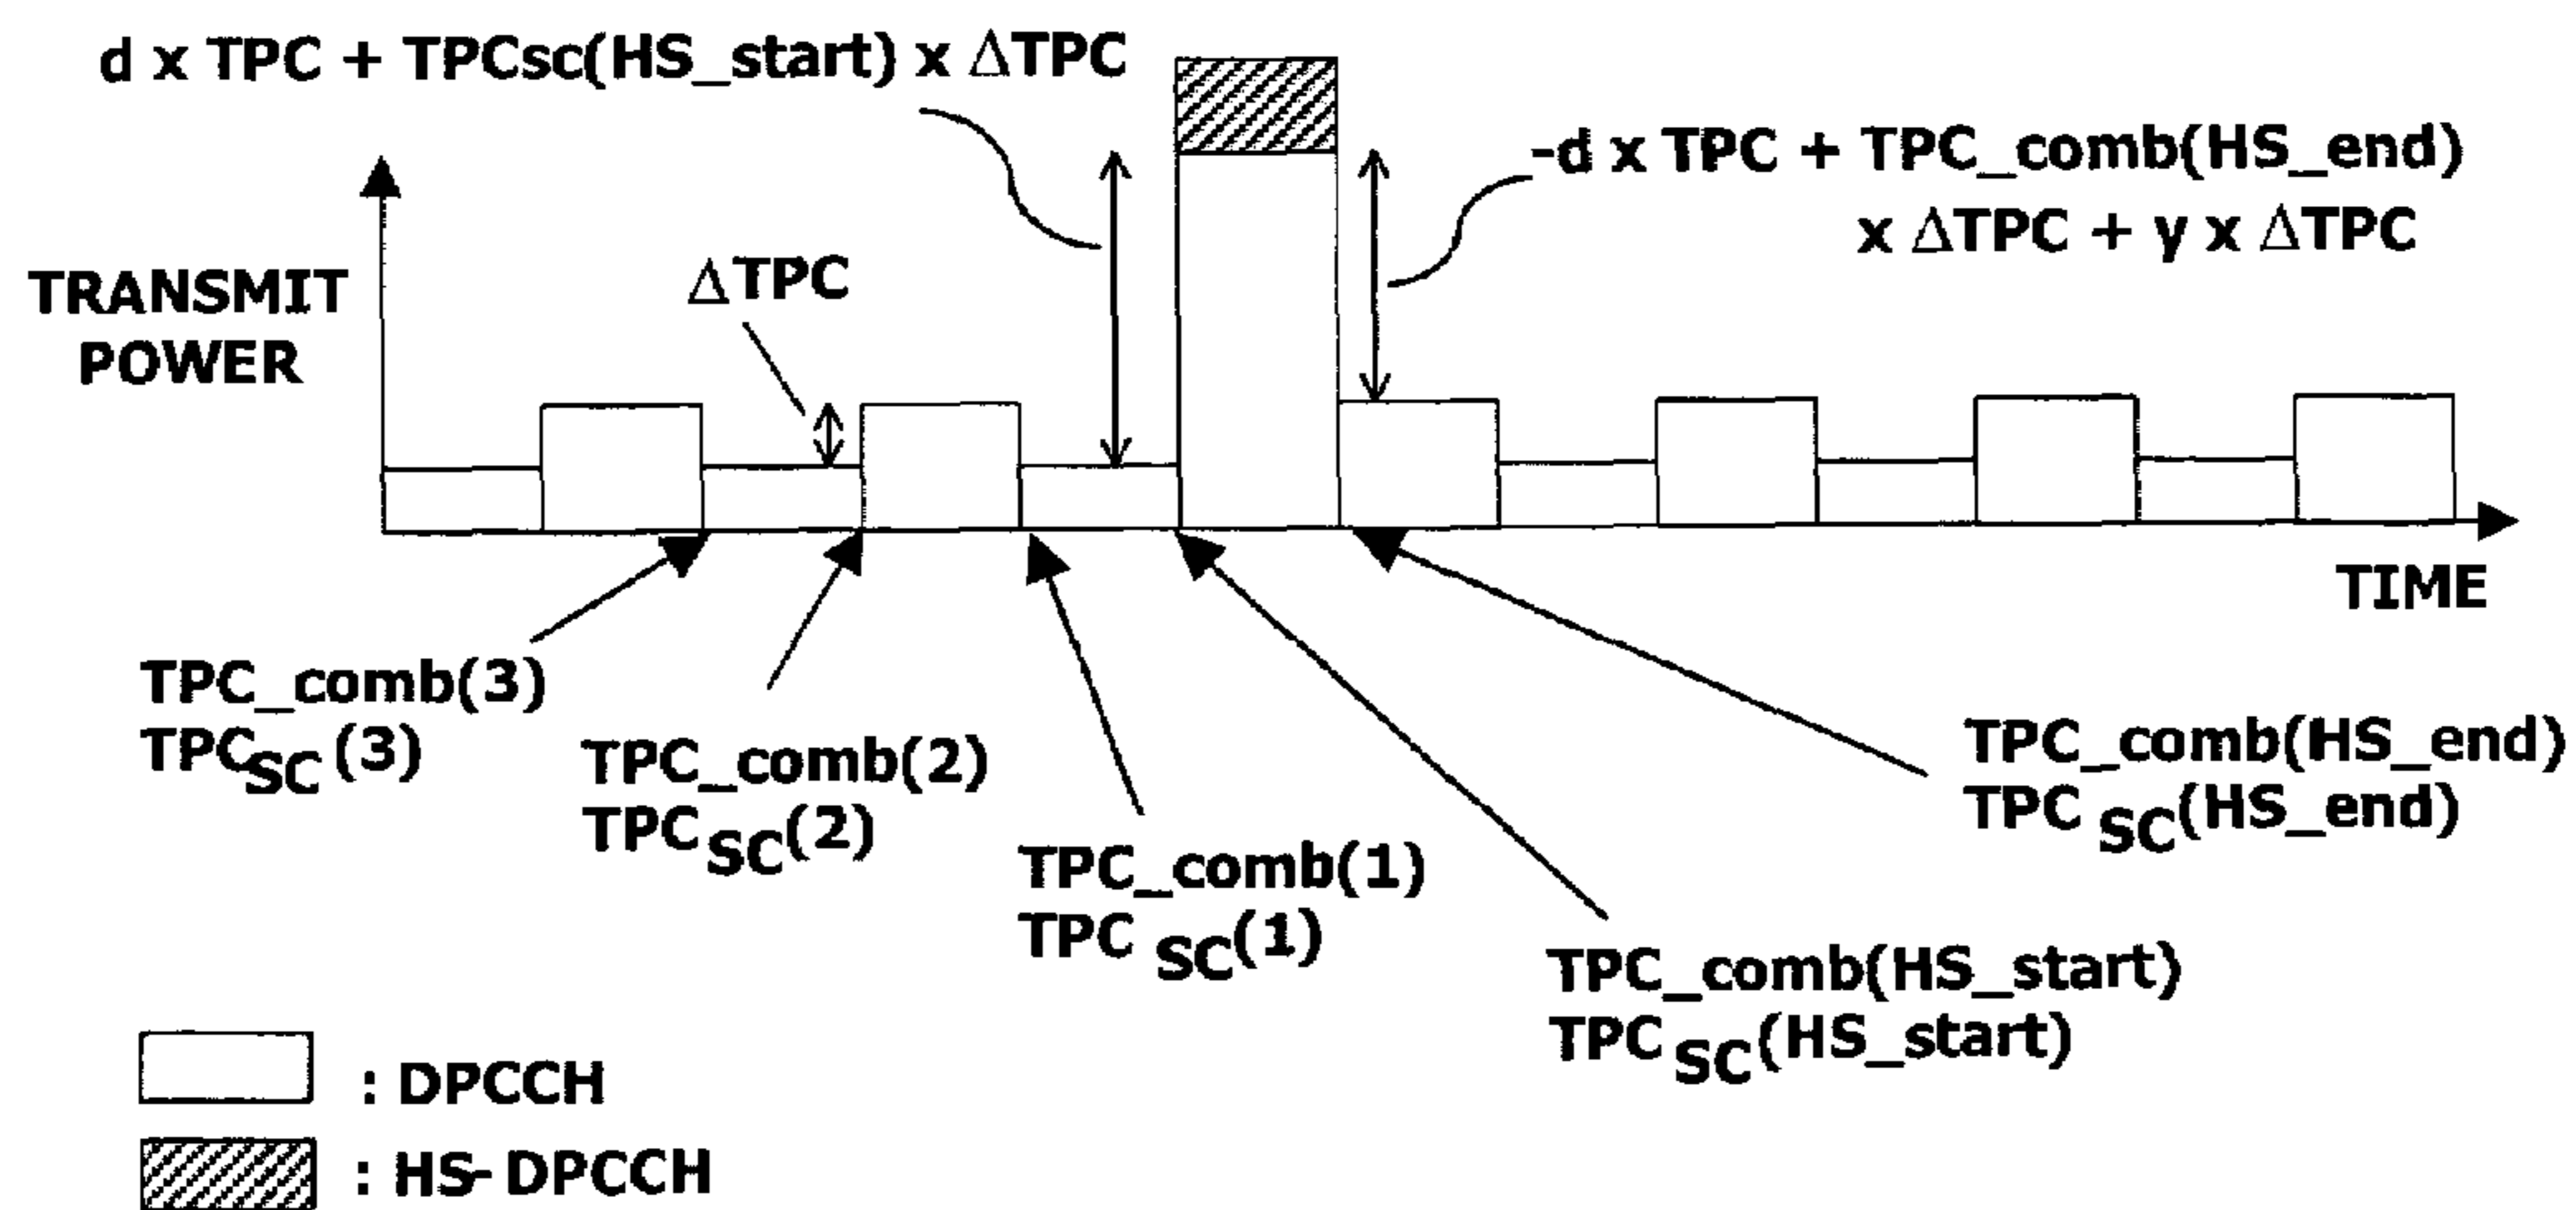 d x TPC + TPCsc(HS_start) x ΔTPC
-d x TPC + TPC_comb(HS_end)
x ΔTPC + y x ΔTPC
ΔTPC
TRANSMIT
POWER
TIME
TPC_comb(3)
TPCSC (3)
TPC_comb(2)
TPC SC(2)
TPC_comb(1)
TPC SC(1)
TPC_comb(HS_start)
TPC SC(HS_start)
TPC_comb(HS_end)
TPC SC(HS_end)
: DPCCH
: HS-DPCCH